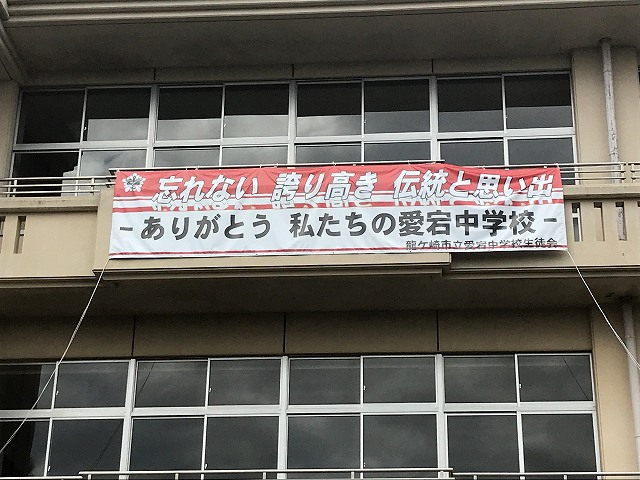 忘れない 誇り高き 伝統と思い出
-ありがとう 私たちの愛宕中学校-
龍ケ崎市立愛宕中学校生徒会